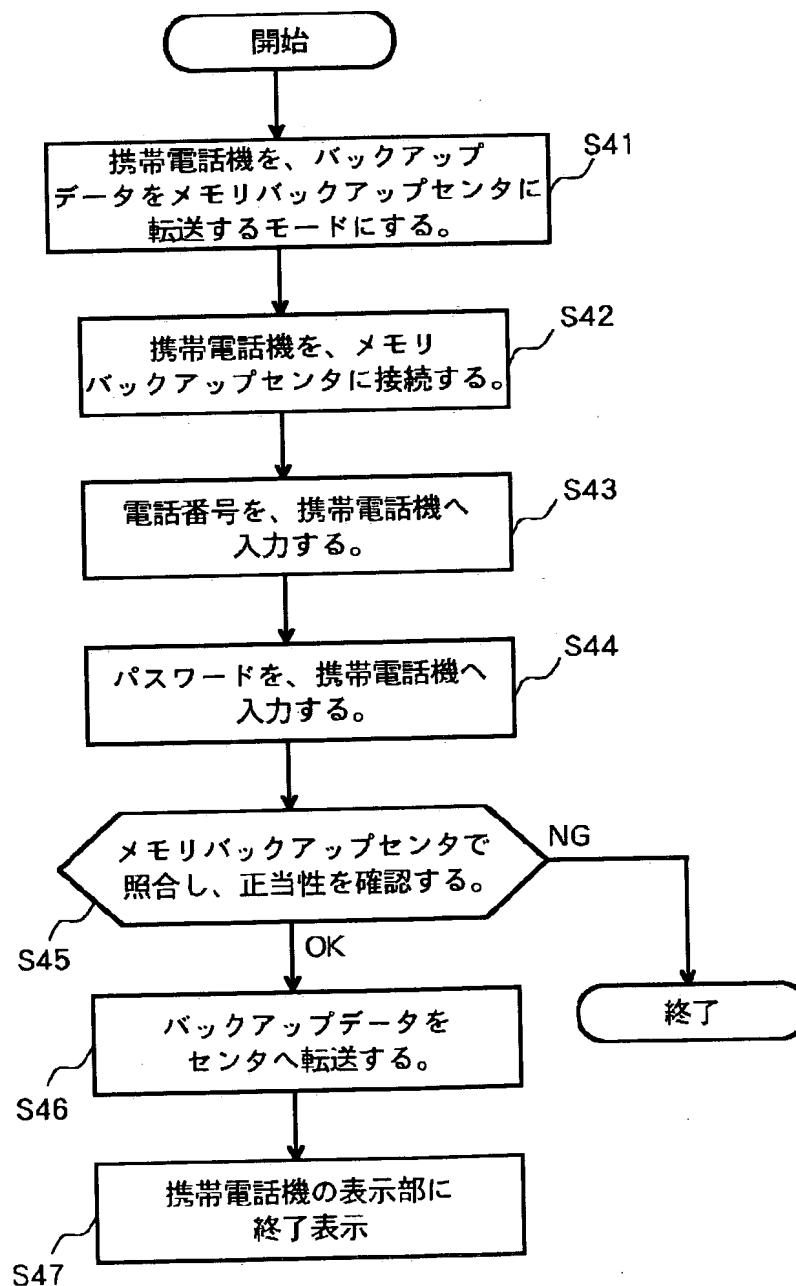 開始
携帯電話機を、バックアップ
データをメモリバックアップセンタに
転送するモードにする。
S41
携帯電話機を、メモリ
バックアップセンタに接続する。
S42
電話番号を、携帯電話機へ
入力する。
S43
パスワードを、携帯電話機へ
入力する。
S44
メモリバックアップセンタで
照合し、正当性を確認する。
S45
NG
OK
終了
バックアップデータを
センタへ転送する。
S46
携帯電話機の表示部に
終了表示
S47